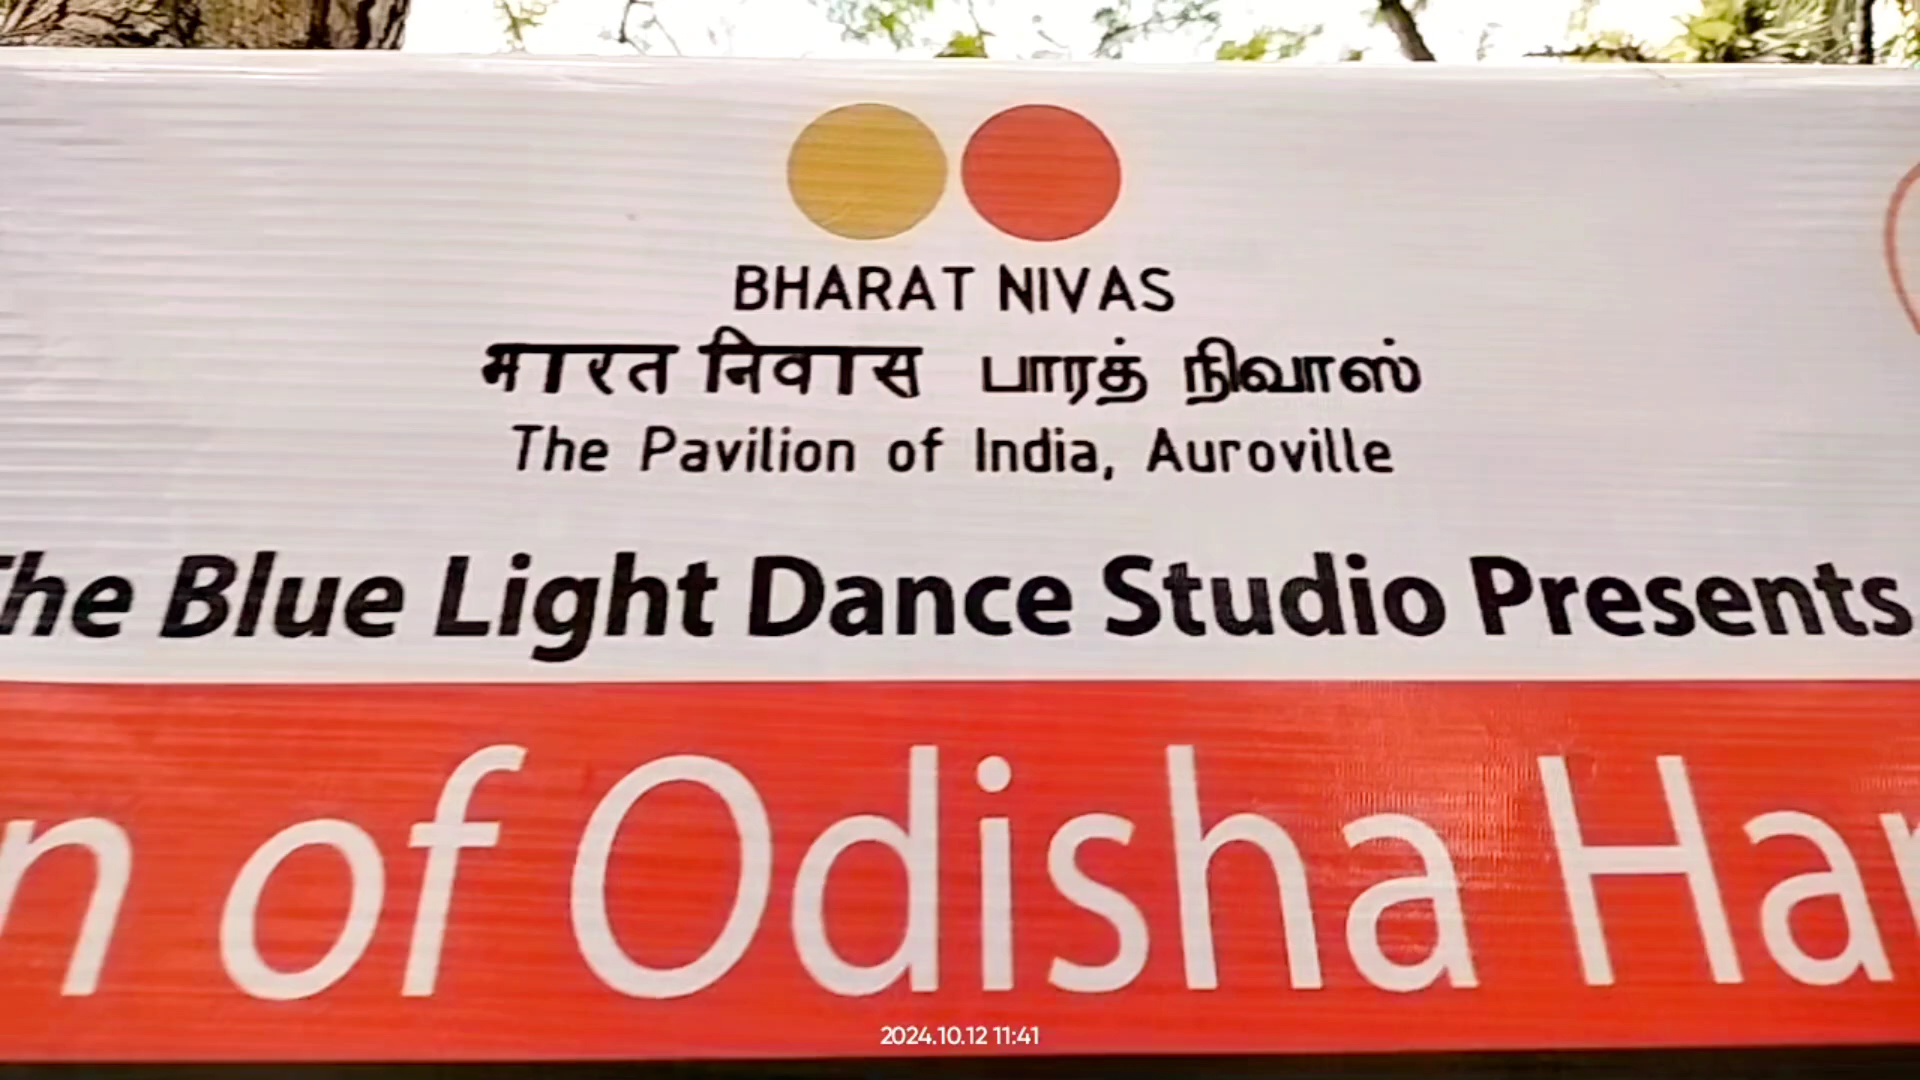 BHARAT NIVAS
भारत निवास பாரத் நிவாஸ்
The Pavilion of India, Auroville
The Blue Light Dance Studio Presents
of Odisha
2024.10.12 11:41